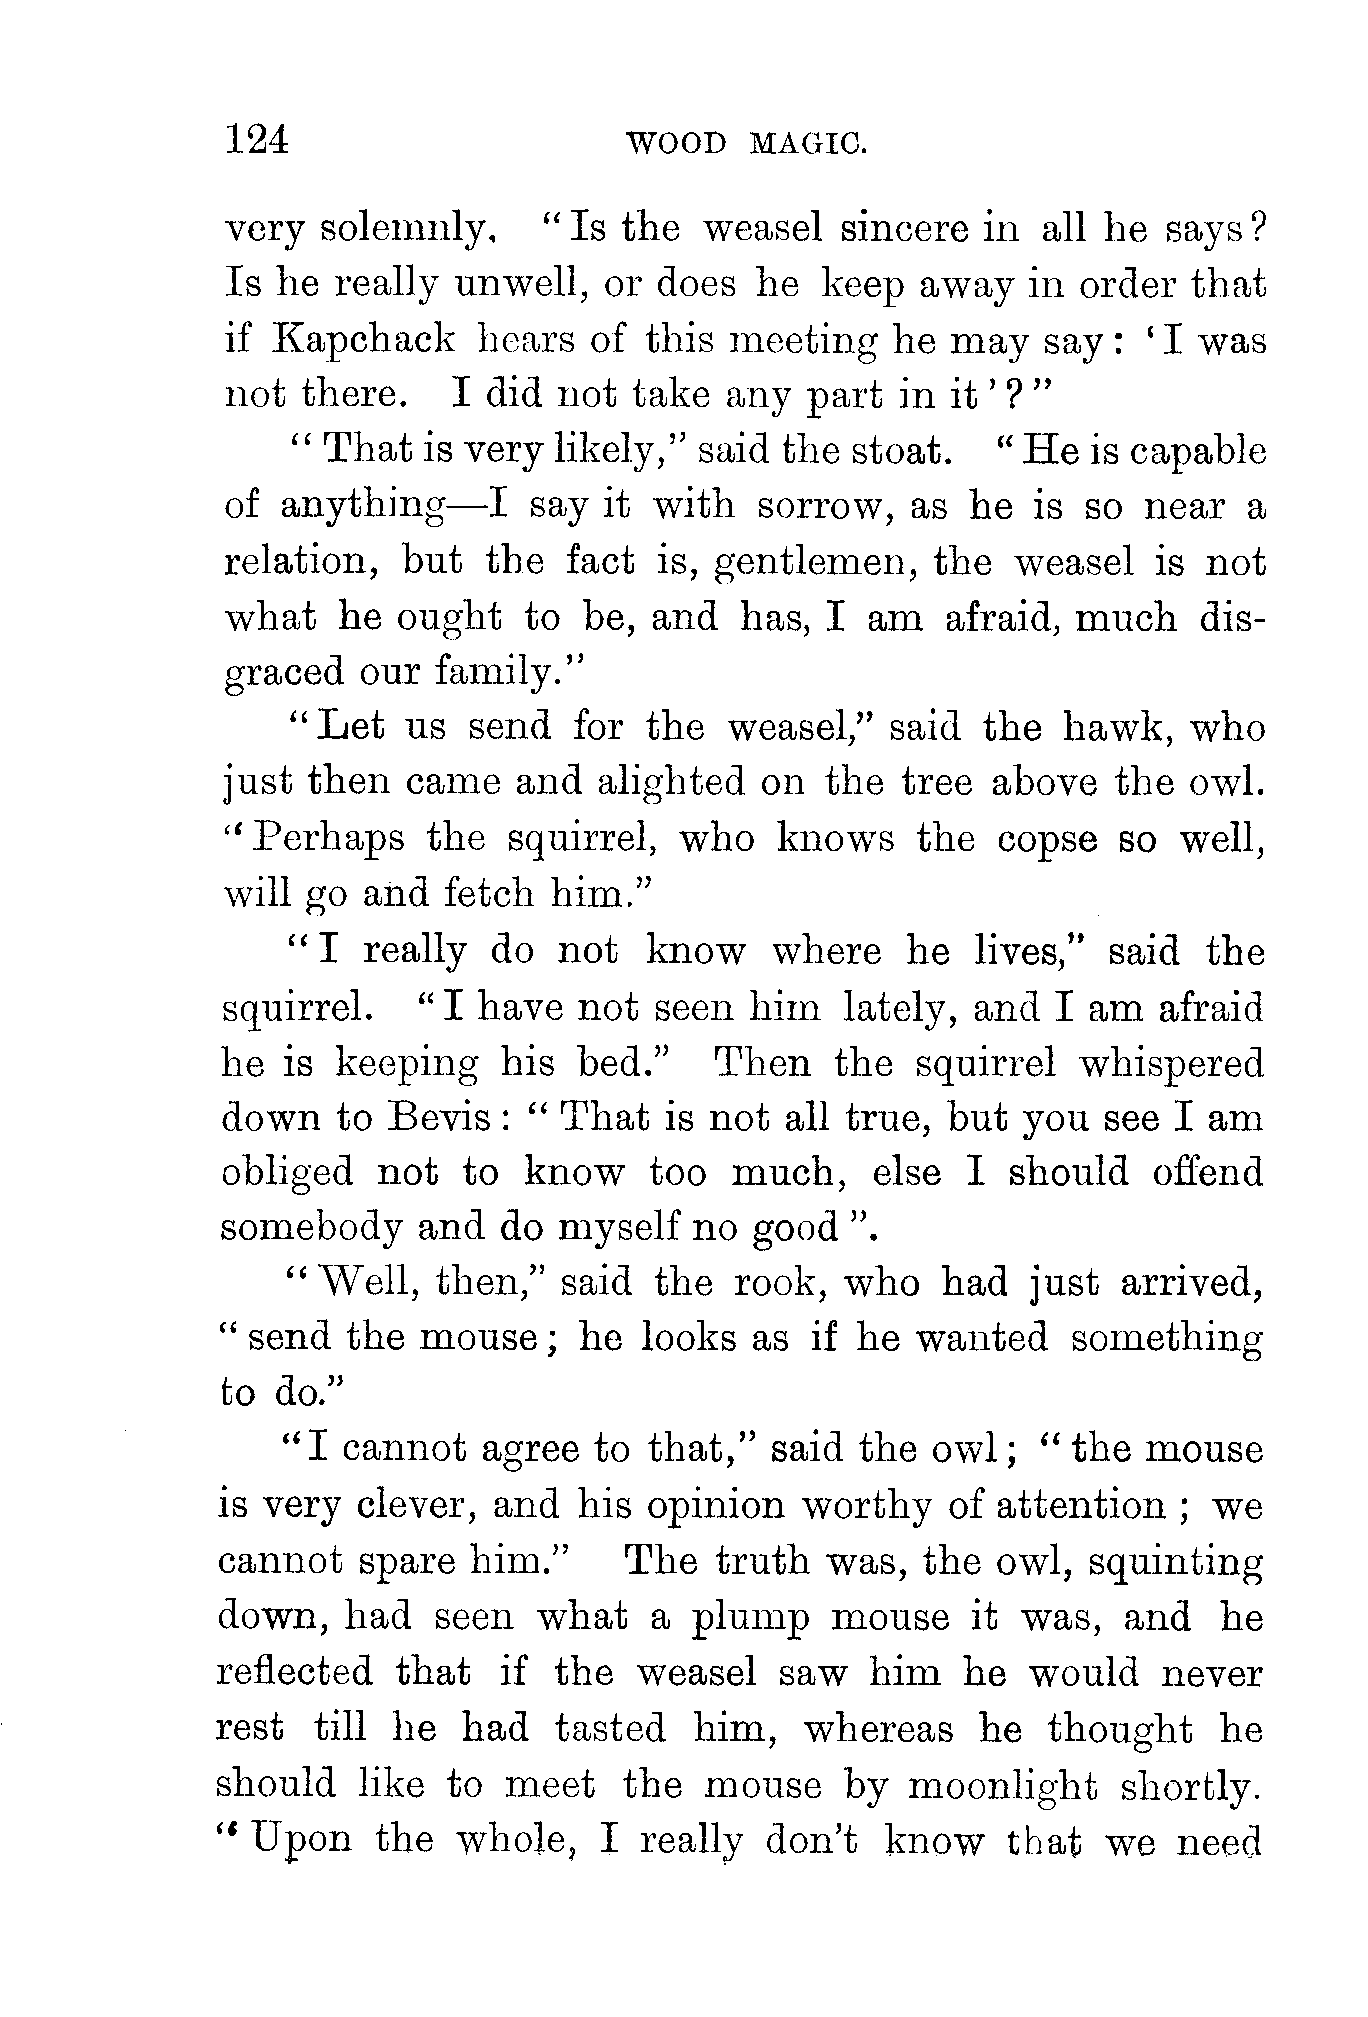 124 WOOD MAGIC.
very solemnly. "Is the weasel sincere in all he says?
Is he really unwell, or does he keep away in order that
if Kapchack hears of this meeting he may say: 'I was
not there. I did not take any part in it'?"
"That is very likely," said the stoat. "He is capable
of anything—I say it with sorrow, as he is so near a
relation, but the fact is, gentlemen, the weasel is not
what he ought to be, and has, I am afraid, much dis-
graced our family."
"Let us send for the weasel," said the hawk, who
just then came and alighted on the tree above the owl.
"Perhaps the squirrel, who knows the copse so well,
will go and fetch him."
"I really do not know where he lives," said the
squirrel. "I have not seen him lately, and I am afraid
he is keeping his bed." Then the squirrel whispered
down to Bevis: "That is not all true, but you see I am
obliged not to know too much, else I should offend
somebody and do myself no good".
"Well, then," said the rook, who had just arrived,
"send the mouse; he looks as if he wanted something
to do."
"I cannot agree to that," said the owl; "the mouse
is very clever, and his opinion worthy of attention; we
cannot spare him." The truth was, the owl, squinting
down, had seen what a plump mouse it was, and he
reflected that if the weasel saw him he would never
rest till he had tasted him, whereas he thought he
should like to meet the mouse by moonlight shortly.
"Upon the whole, I really don't know that we need